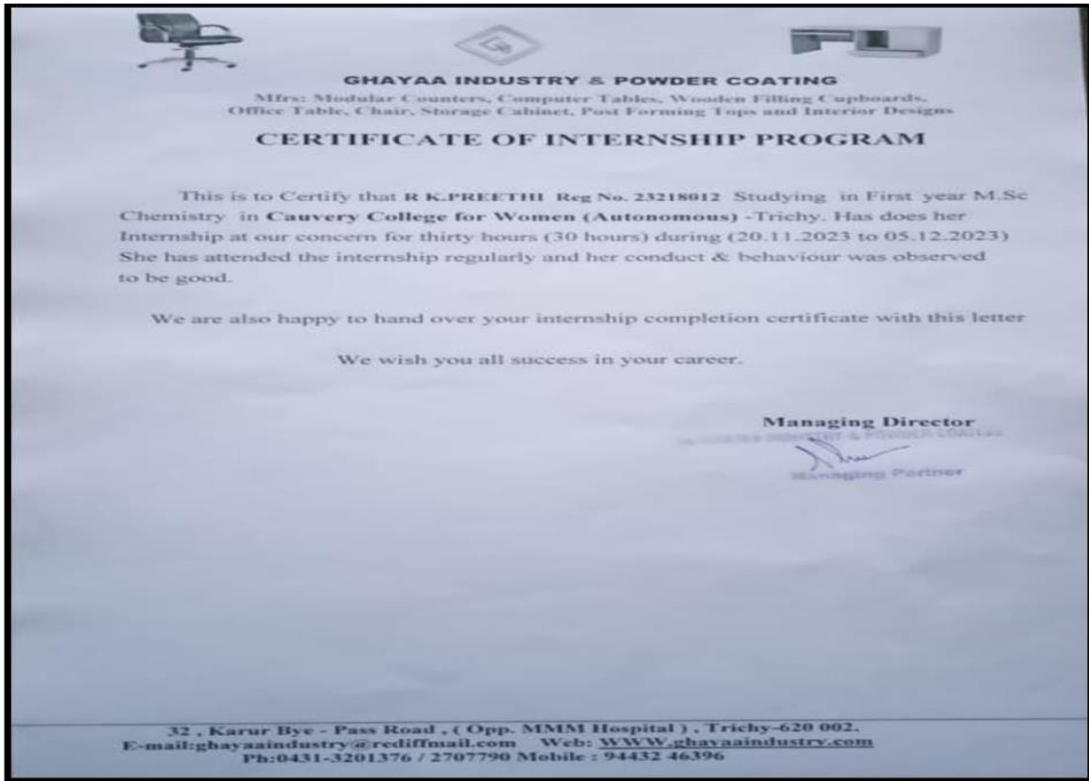 GHAYAA INDUSTRY & POWDER COATING
Mfrs: Modular Counters, Computer Tables, Wooden Filling Cupboards,
Office Table, Chair, Storage Cabinet, Post Forming Tops and Interior Designs
CERTIFICATE OF INTERNSHIP PROGRAM
This is to Certify that R K.PREETHI Reg No. 23218012 Studying in First year M.Sc
Chemistry in Cauvery College for Women (Autonomous) -Trichy. Has does her
Internship at our concern for thirty hours (30 hours) during (20.11.2023 to 05.12.2023)
She has attended the internship regularly and her conduct & behaviour was observed
to be good.
We are also happy to hand over your internship completion certificate with this letter
We wish you all success in your career.
Managing Director
INDUSTRY & POWDER COATING
Managing Partner
32 , Karur Bye - Pass Road , ( Opp. MMM Hospital ) , Trichy-620 002.
E-mail:ghayaaindustry@rediffmail.com Web: WWW.ghayaaindustry.com
Ph:0431-3201376 / 2707790 Mobile : 94432 46396